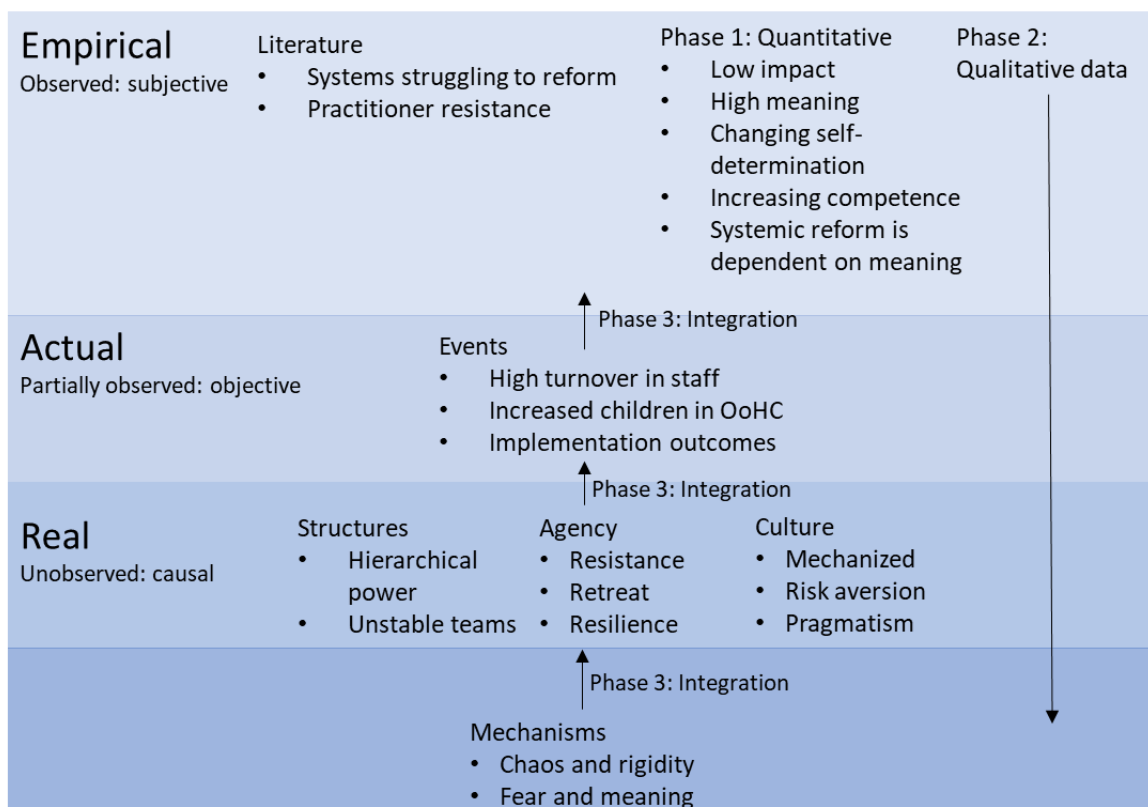 Empirical
Observed: subjective
Literature
• Systems struggling to reform
• Practitioner resistance
Phase 1: Quantitative
• Low impact
• High meaning
• Changing self-
determination
• Increasing competence
• Systemic reform is
dependent on meaning
Phase 2:
Qualitative data
Phase 3: Integration
Actual
Partially observed: objective
Events
• High turnover in staff
• Increased children in OoHC
• Implementation outcomes
Phase 3: Integration
Real
Unobserved: causal
Structures
• Hierarchical
power
• Unstable teams
Agency
• Resistance
• Retreat
• Resilience
Culture
• Mechanized
• Risk aversion
• Pragmatism
Phase 3: Integration
Mechanisms
• Chaos and rigidity
• Fear and meaning